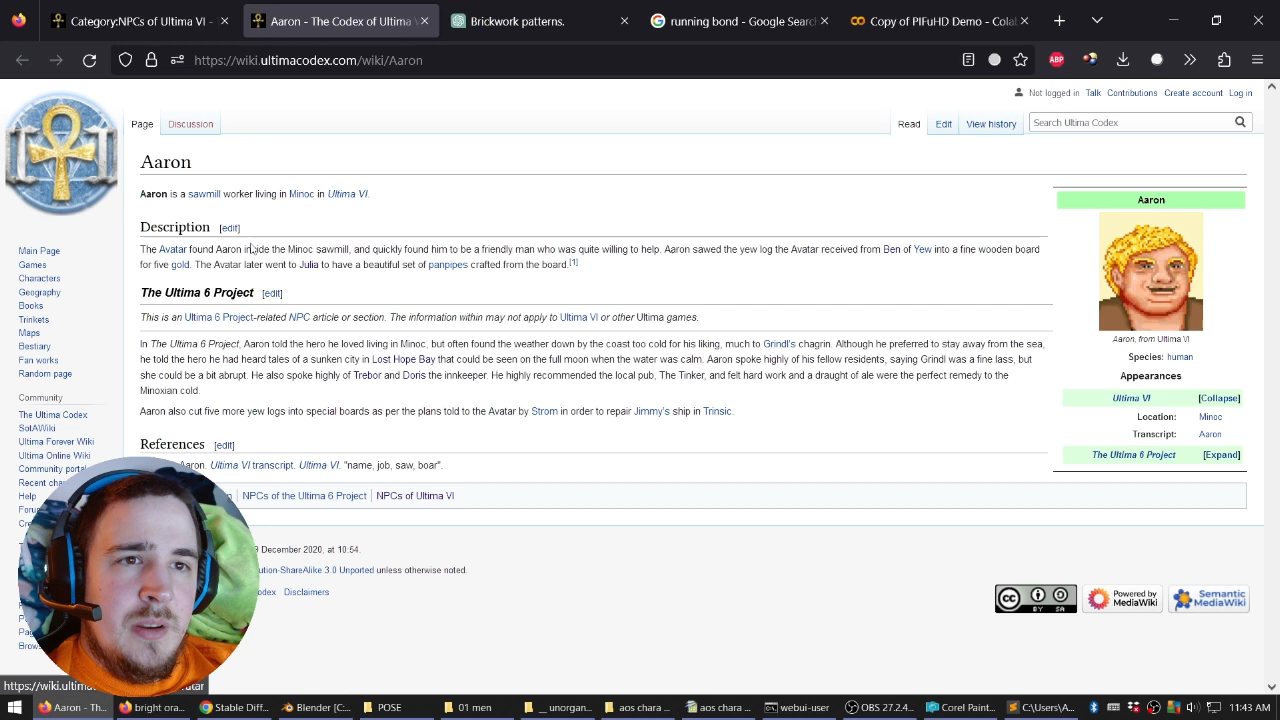 Category:NPCs of Ultima VI -
Aaron - The Codex of Ultima
Brickwork patterns.
running bond - Google Search
Copy of PIFuHD Demo - Cola
https://wiki.ultimacodex.com/wiki/Aaron
ABP
Not logged in Talk Contributions Create account Log in
Page Discussion Read Edit View history
Search Ultima Codex
Aaron
Aaron is a sawmill worker living in Minoc in Ultima VI.
Description [edit]
The Avatar found Aaron inside the Minoc sawmill, and quickly found him to be a friendly man who was quite willing to help. Aaron sawed the yew log the Avatar received from Ben of Yew into a fine wooden board
for five gold. The Avatar later went to Julia to have a beautiful set of panpipes crafted from the board.[1]
The Ultima 6 Project [edit]
This is an Ultima 6 Project-related NPC article or section. The information within may not apply to Ultima VI or other Ultima games.
In The Ultima 6 Project, Aaron told the hero he loved living in Minoc, but often found the weather down by the coast too cold for his liking, much to Grindl's chagrin. Although he preferred to stay away from the sea,
he told the hero he had heard tales of a sunken city in Lost Hope Bay that could be seen on the full moon when the water was calm. Aaron spoke highly of his fellow residents, saying Grindl was a fine lass, but
she could be a bit abrupt. He also spoke highly of Trebor and Doris the innkeeper. He highly recommended the local pub, The Tinker, and felt hard work and a draught of ale were the perfect remedy to the
Minoxian cold.
Aaron also cut five more yew logs into special boards as per the plans told to the Avatar by Strom in order to repair Jimmy's ship in Trinsic.
References [edit]
Aaron. Ultima VI transcript. Ultima VI. "name, job, saw, boar".
NPCs of the Ultima 6 Project NPCs of Ultima VI
December 2020, at 10:54.
ution-ShareAlike 3.0 Unported unless otherwise noted.
odex Disclaimers
Aaron
Aaron, from Ultima VI
Species: human
Appearances
Ultima VI [Collapse]
Location: Minoc
Transcript: Aaron
The Ultima 6 Project [Expand]
Main Page
Games
Characters
Geography
Books
Trinkets
Maps
Bestiary
Fan works
Random page
Community
The Ultima Codex
SotAWiki
Ultima Forever Wiki
Ultima Online Wiki
Community portal
Recent cha
Help
Foru
Cre
Brows
cc BY SA
Powered by MediaWiki
Semantic MediaWiki
https://wiki.ultima
Aaron - Th...
bright ora...
Stable Diff...
Blender [C...
POSE
01 men
__ unorgan...
aos chara ...
aos chara ...
webui-user
OBS 27.2.4...
Corel Paint...
C:\Users\A...
11:43 AM